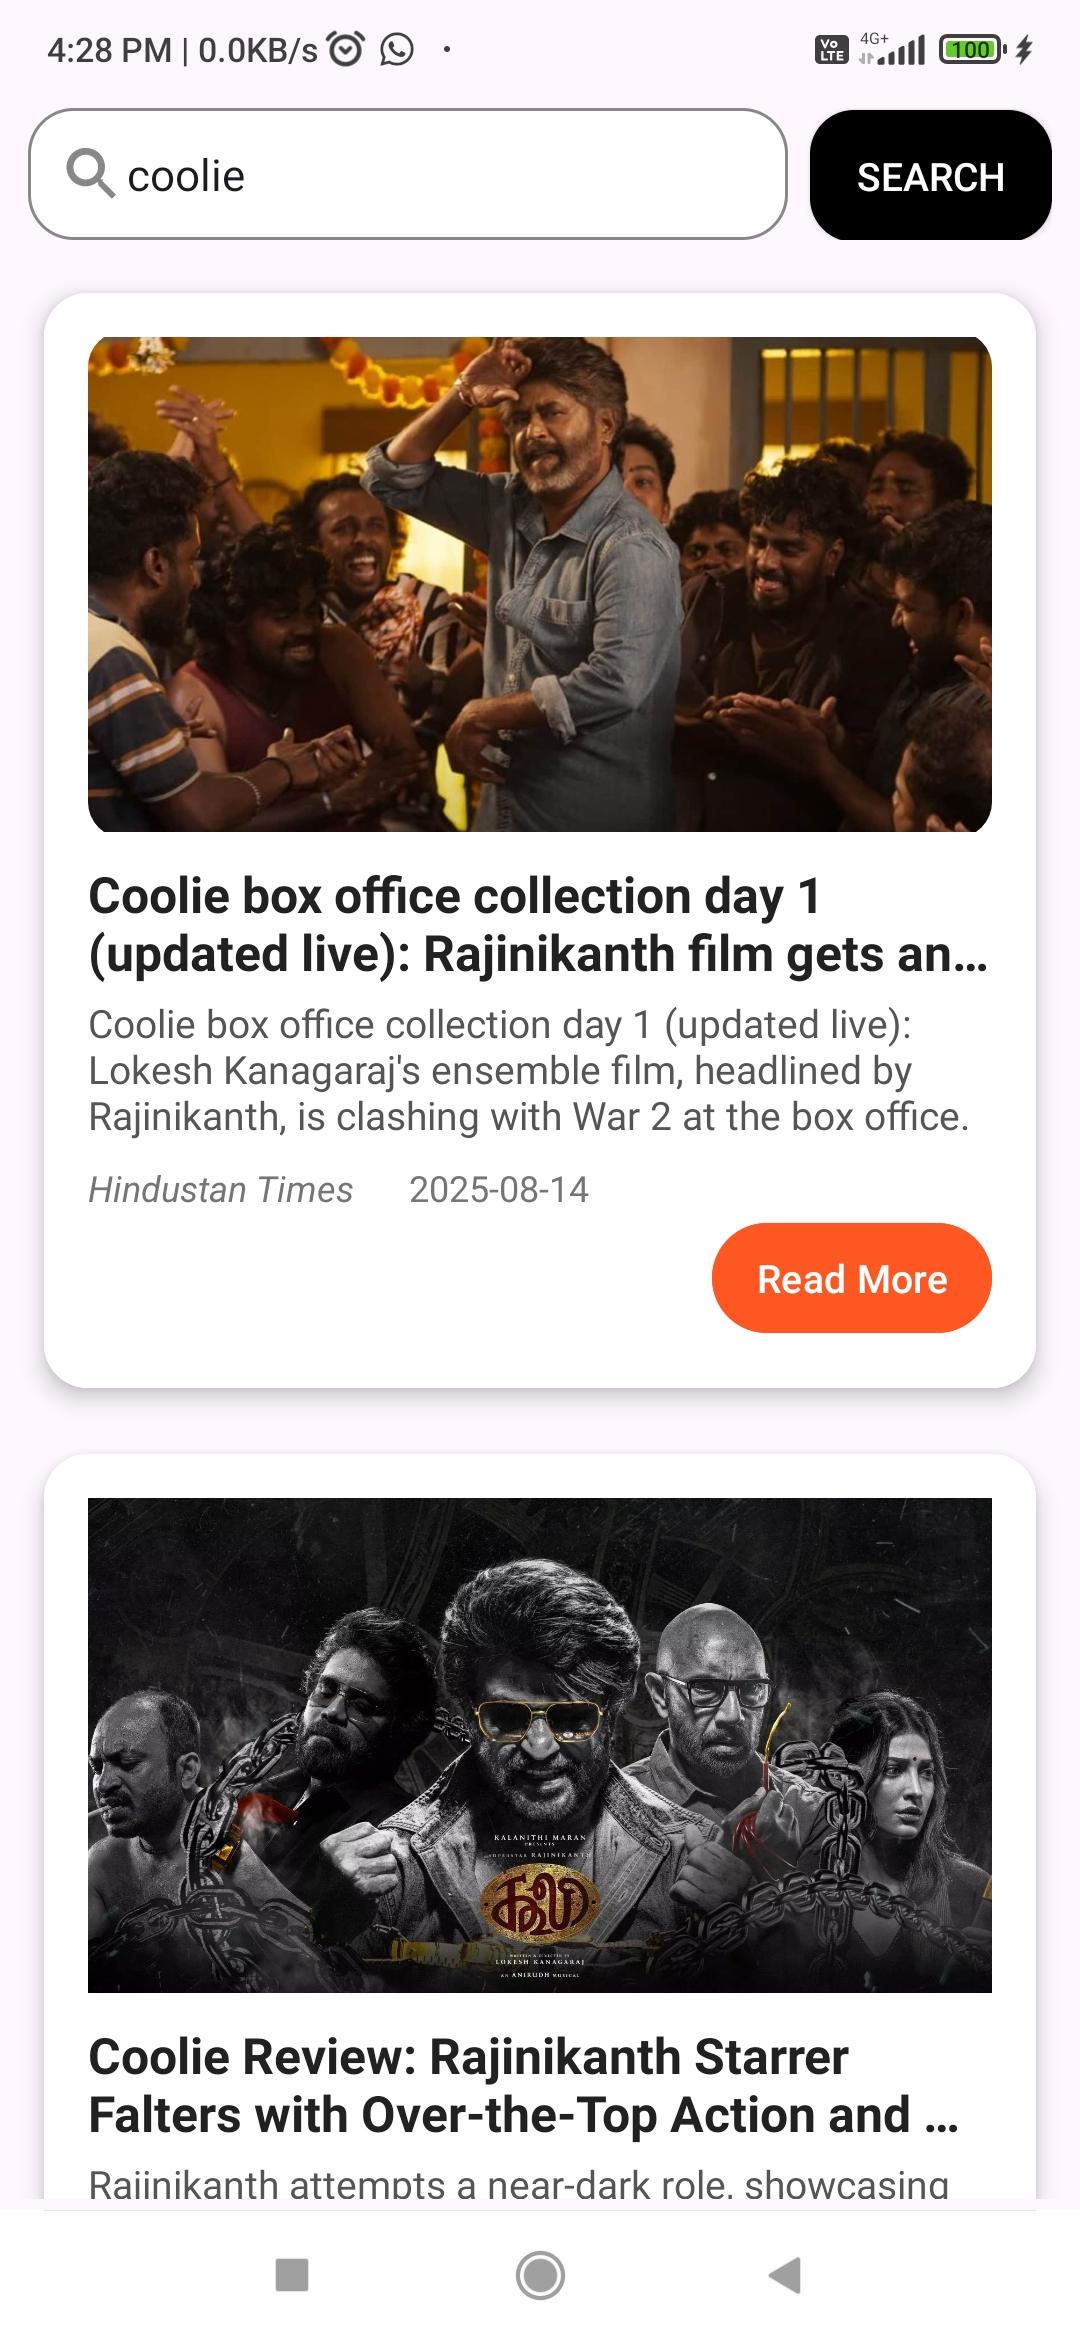 4:28 PM | 0.0KB/s
Vo
LTE
4G+
100
coolie
SEARCH
Coolie box office collection day 1
(updated live): Rajinikanth film gets an...
Coolie box office collection day 1 (updated live):
Lokesh Kanagaraj's ensemble film, headlined by
Rajinikanth, is clashing with War 2 at the box office.
Hindustan Times 2025-08-14
Read More
KALANITHI MARAN
PRESENTS
SUPERSTAR RAJINIKANTH
கூலி
WRITTEN & DIRECTED BY
LOKESH KANAGARAJ
AN ANIRUDH MUSICAL
Coolie Review: Rajinikanth Starrer
Falters with Over-the-Top Action and ...
Rajinikanth attempts a near-dark role, showcasing